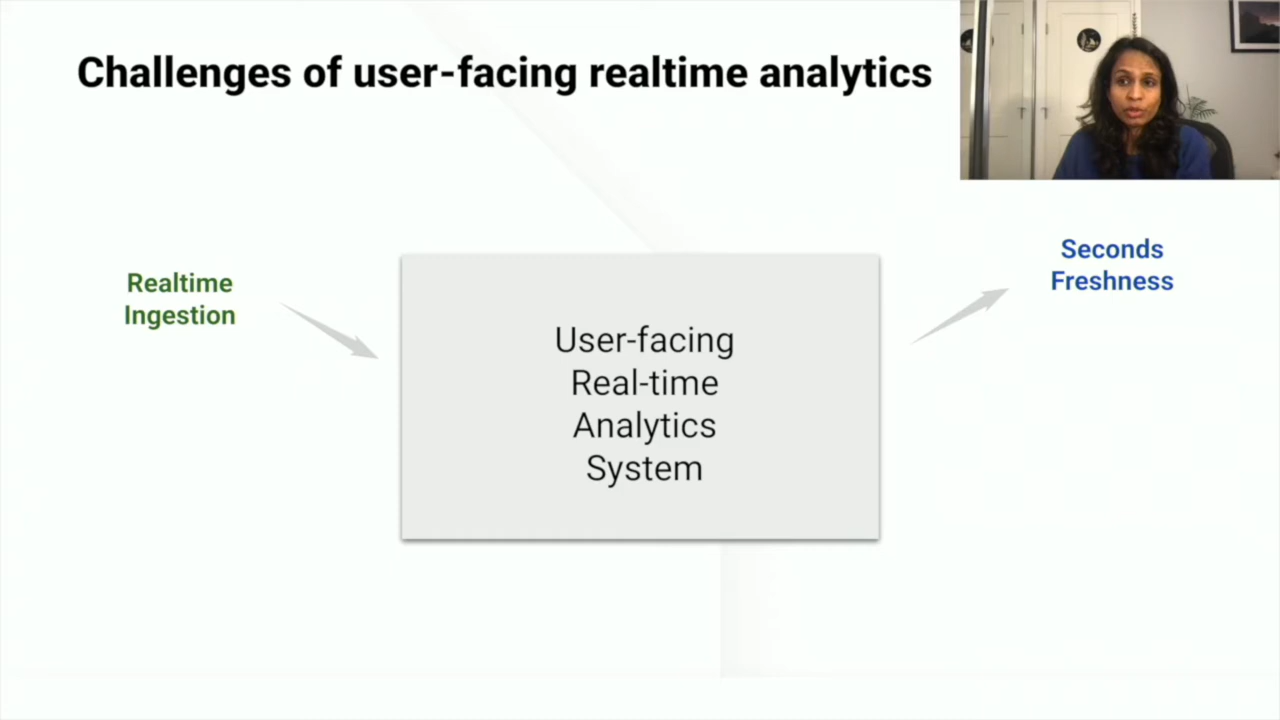 Challenges of user-facing realtime analytics
Realtime
Ingestion
User-facing
Real-time
Analytics
System
Seconds
Freshness